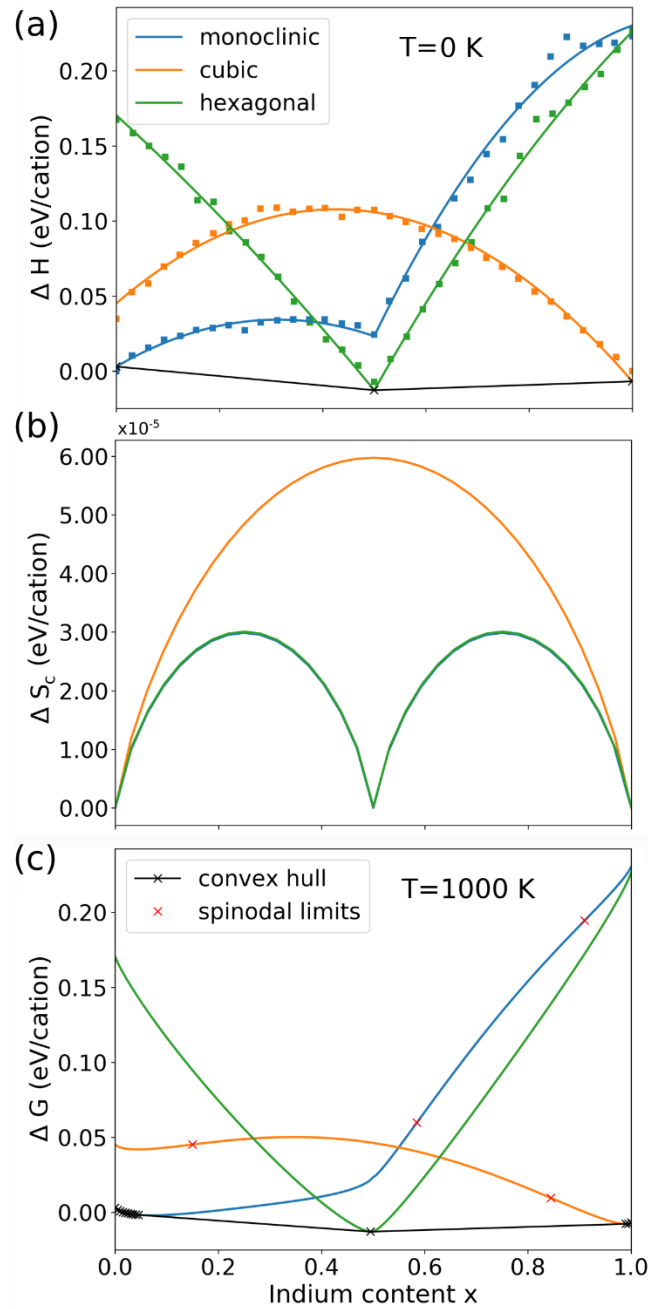 (a)
monoclinic
cubic
hexagonal
T=0 K
0.20
0.15
0.10
0.05
0.00
Δ H (eV/cation)
(b)
x10⁻⁵
6.00
5.00
4.00
3.00
2.00
1.00
0.00
Δ S_c (eV/cation)
(c)
convex hull
spinodal limits
T=1000 K
0.20
0.15
0.10
0.05
0.00
Δ G (eV/cation)
0.0 0.2 0.4 0.6 0.8 1.0
Indium content x